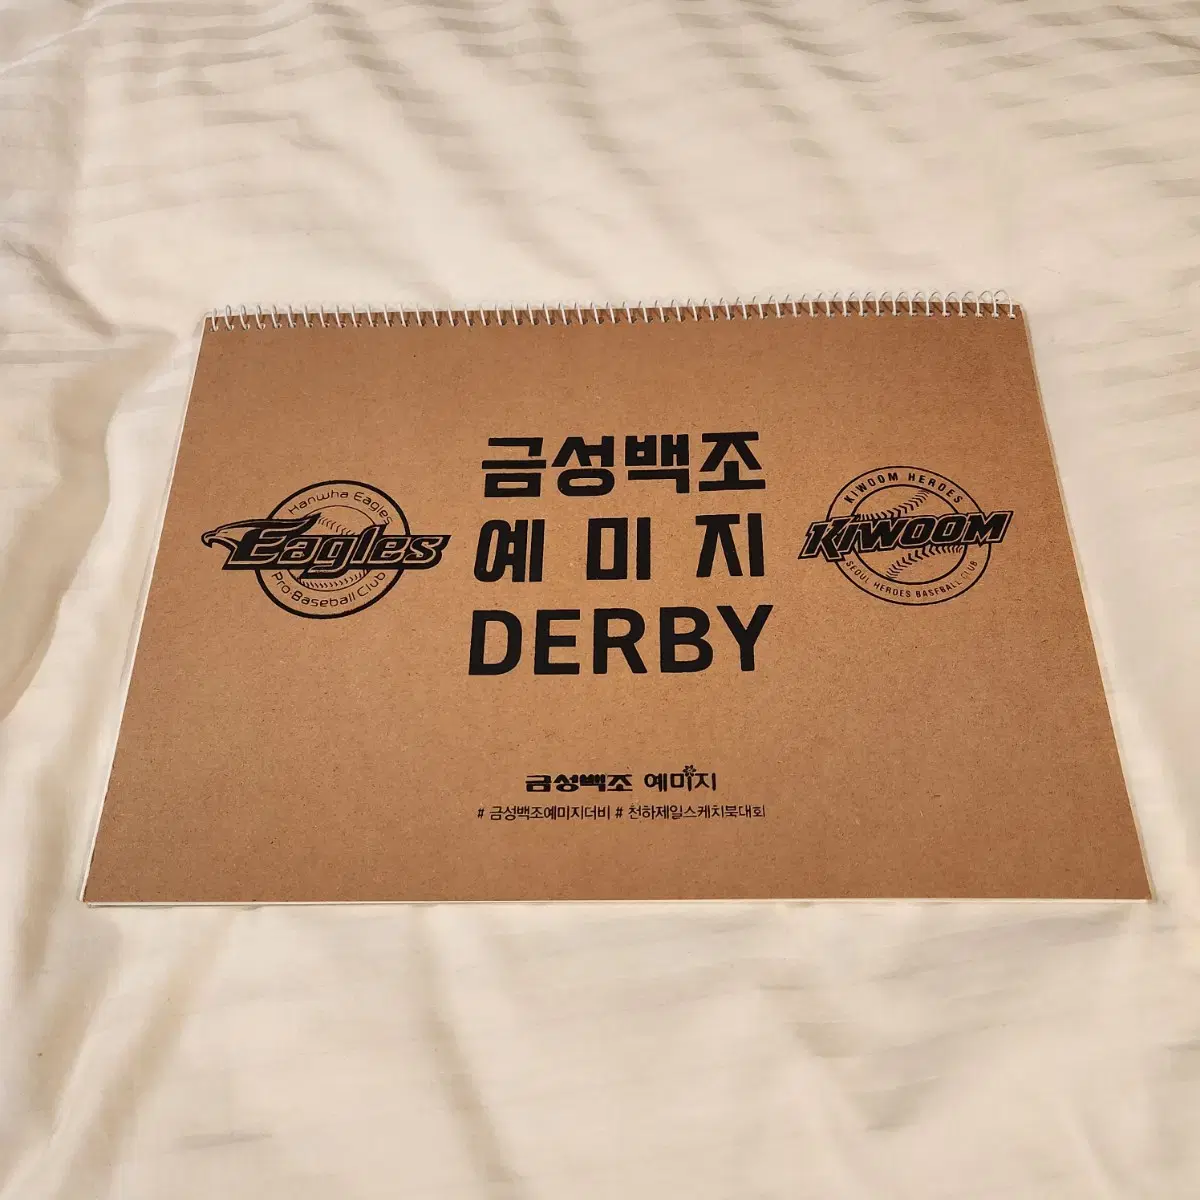 금성백조
예미지
DERBY
Hanwha Eagles
Eagles
Pro.Baseball Club
KIWOOM HEROES
KIWOOM
SEOUL HEROES BASEBALL CLUB
금성백조 예미지
# 금성백조예미지더비 # 천하제일스케치북대회